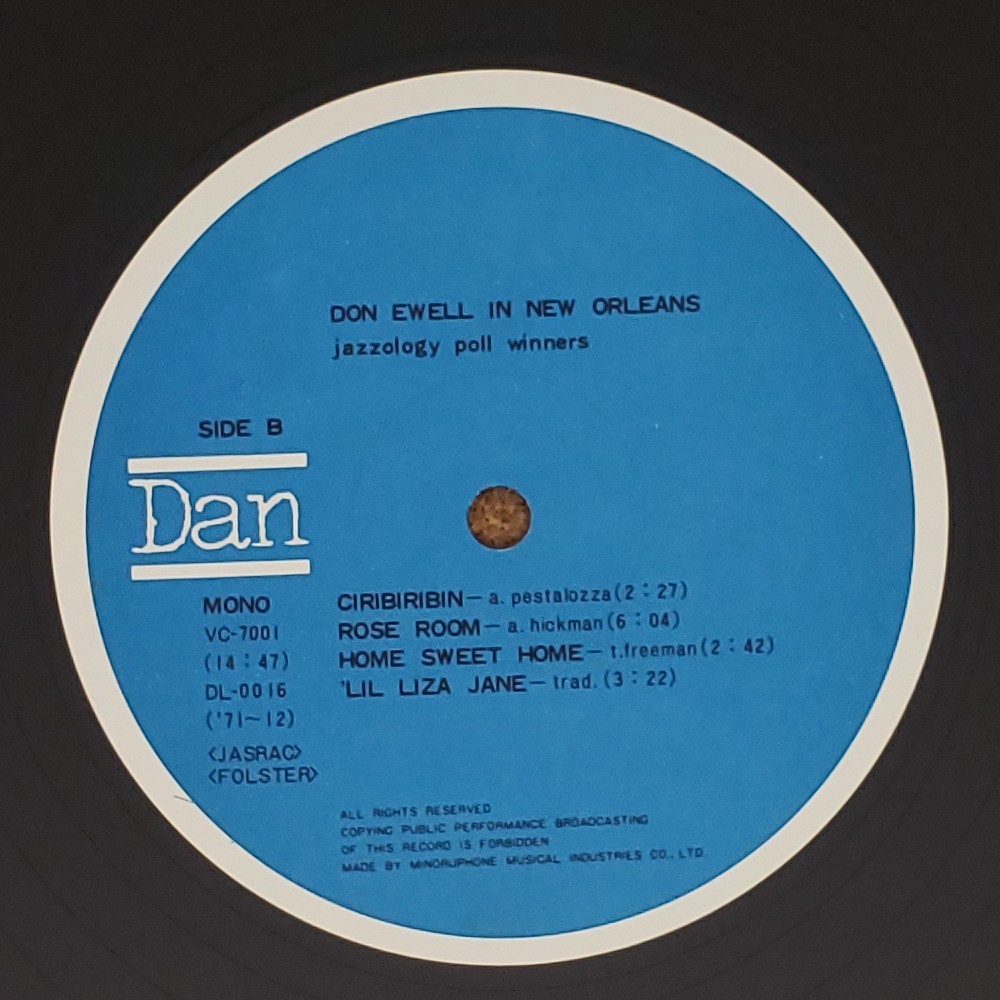 DON EWELL IN NEW ORLEANS
jazzology poll winners
SIDE B
Dan
MONO
VC-7001
(14 : 47)
DL-0016
('71~12)
<JASRAC>
<FOLSTER>
CIRIBIRIBIN — a. pestalozza (2 : 27)
ROSE ROOM — a. hickman (6 : 04)
HOME SWEET HOME — t.freeman (2 : 42)
'LIL LIZA JANE — trad. (3 : 22)
ALL RIGHTS RESERVED
COPYING PUBLIC PERFORMANCE BROADCASTING
OF THIS RECORD IS FORBIDDEN
MADE BY MINORUPHONE MUSICAL INDUSTRIES CO., LTD.